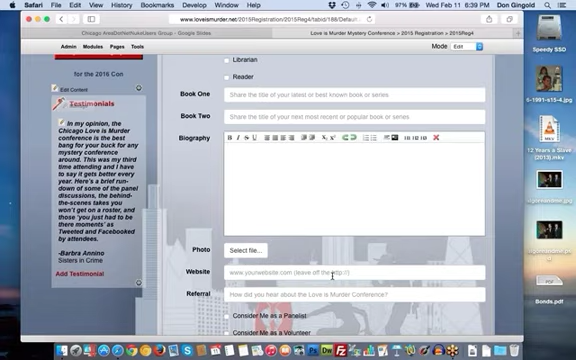 Safari File Edit View History Bookmarks Develop Window Help
97% Wed Feb 11 6:39 PM Don Gingold
www.loveismurder.net/2015Registration/2015Reg4/tabid/188/Default.
Chicago AreaDotNetNukeUsers Group - Google Slides
Love is Murder Mystery Conference > 2015 Registration > 2015Reg4
Admin Modules Pages Tools
Mode Edit
for the 2016 Con
Edit Content
Testimonials
In my opinion, the
Chicago Love is Murder
conference is the best
bang for your buck for any
mystery conference
around. This was my third
time attending and I have
to say it gets better every
year. Here's a brief run-
down of some of the panel
discussions, the behind-
the-scenes takes you
won't get on a roster, and
those 'you just had to be
there moments' as
Tweeted and Facebooked
by attendees.
-Barbra Annino
Sisters in Crime
Add Testimonial
Librarian
Reader
Book One Share the title of your latest or best known book or series
Book Two Share the title of your next most recent or popular book or series.
Biography
B I S U
Photo Select file...
Website www.yourwebsite.com (leave off the http://)
Referral How did you hear about the Love is Murder Conference?
Consider Me as a Panelist
Consider Me as a Volunteer
Speedy SSD
6-1991-s15-4.jpg
12 Years a Slave
(2013).mkv
Bonds.pdf